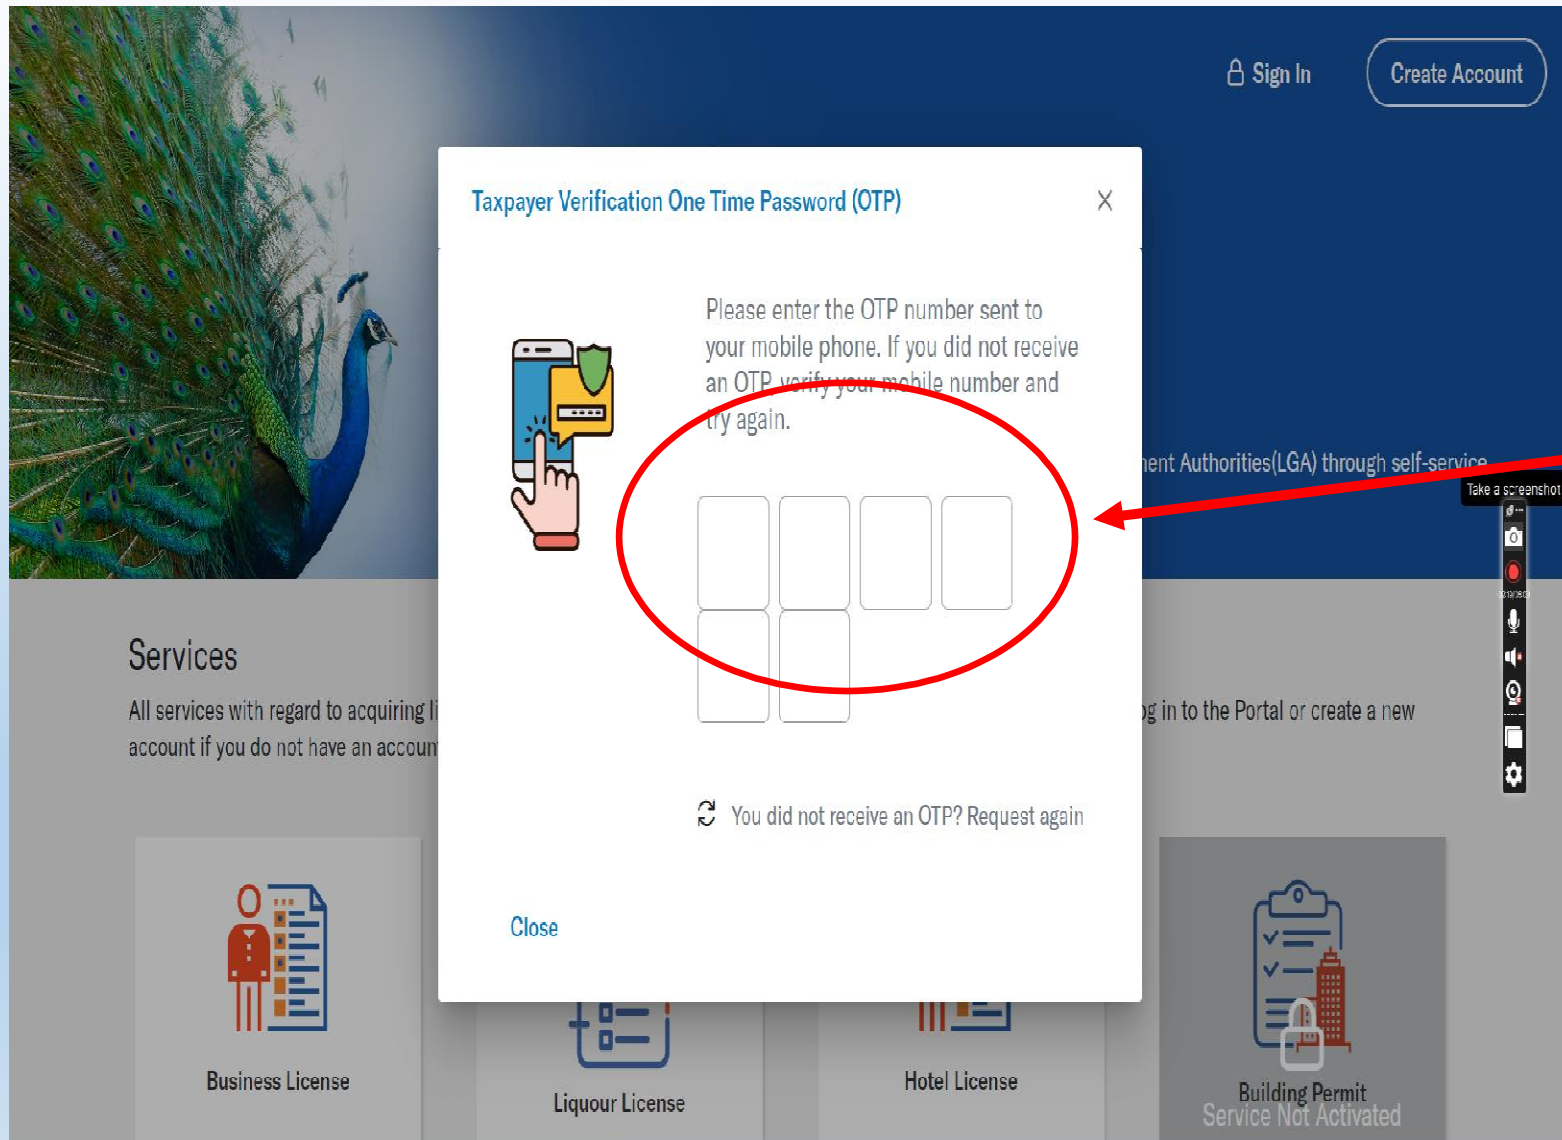 Sign In
Create Account
Taxpayer Verification One Time Password (OTP)
X
Please enter the OTP number sent to
your mobile phone. If you did not receive
an OTP, verify your mobile number and
try again.
Authorities(LGA) through self-service
Take a screenshot
Services
All services with regard to acquiring
in to the Portal or create a new
account if you do not have an
You did not receive an OTP? Request again
Close
Business License
Liquour License
Hotel License
Building Permit
Service Not Activated